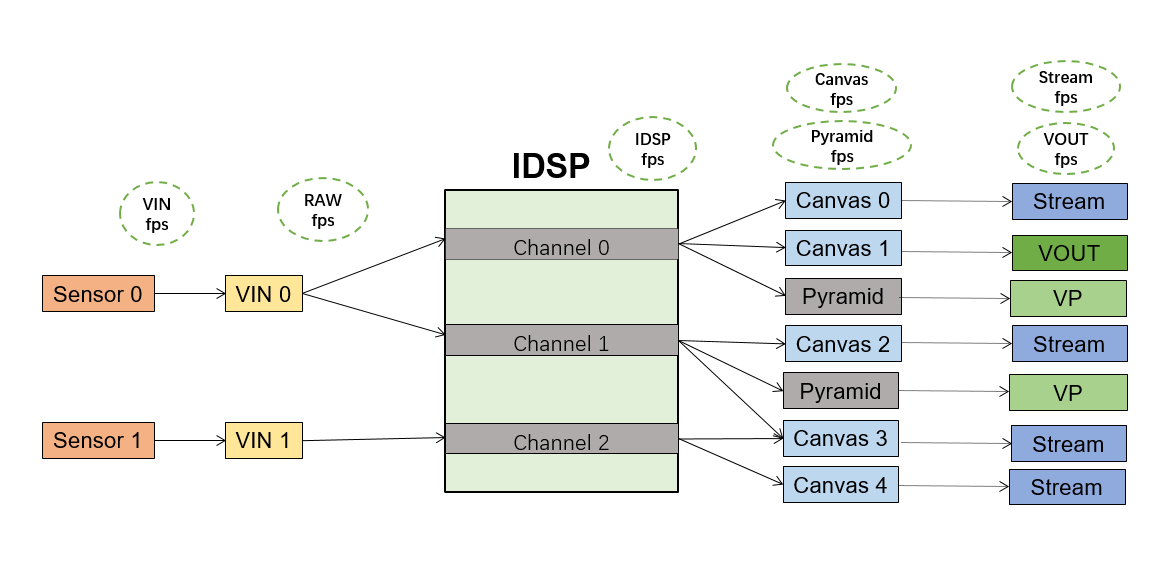 Canvas
fps
Stream
fps
IDSP
fps
Pyramid
fps
VOUT
fps
IDSP
VIN
fps
RAW
fps
Canvas 0
Stream
Channel 0
Canvas 1
VOUT
Sensor 0
VIN 0
Pyramid
VP
Channel 1
Canvas 2
Stream
Pyramid
VP
Sensor 1
VIN 1
Channel 2
Canvas 3
Stream
Canvas 4
Stream